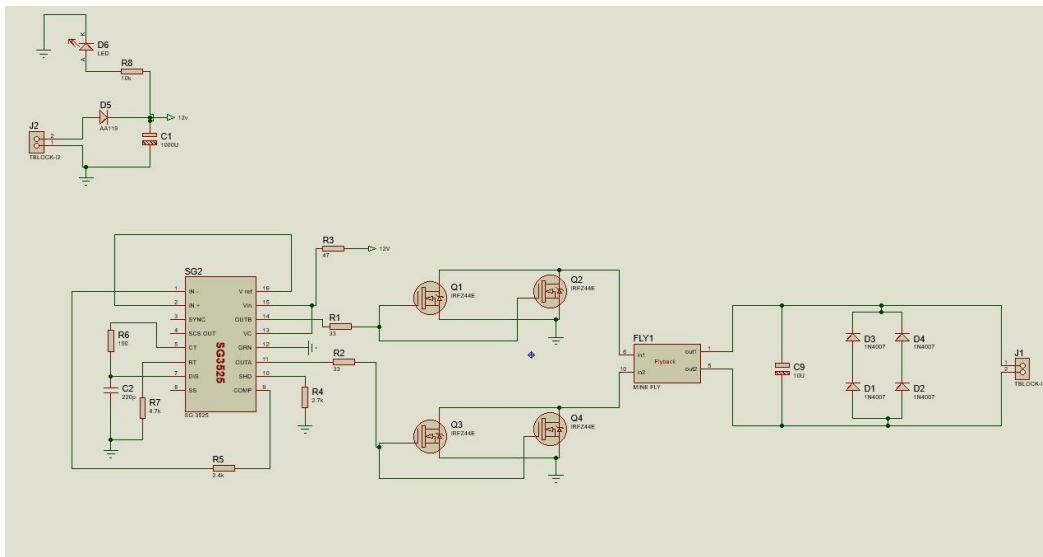 K
D6
LED
A
R8
10k
D5
AA119
12v
J2
2
1
TBLOCK-I2
C1
1000U
R3
47
12V
SG2
1
IN -
V ref
16
2
IN +
Vin
15
3
SYNC
OUTB
14
4
SCS OUT
VC
13
5
CT
GRN
12
6
RT
OUTA
11
7
DIS
SHD
10
8
SS
COMP
9
SG3525
SG 3525
R6
150
C2
220p
R7
4.7k
R5
2.4k
R4
2.7k
R1
33
R2
33
Q1
IRFZ44E
Q2
IRFZ44E
Q3
IRFZ44E
Q4
IRFZ44E
FLY1
6
in1
out1
1
Flyback
10
in2
out2
5
MINE FLY
C9
10U
D3
1N4007
D4
1N4007
D1
1N4007
D2
1N4007
J1
1
2